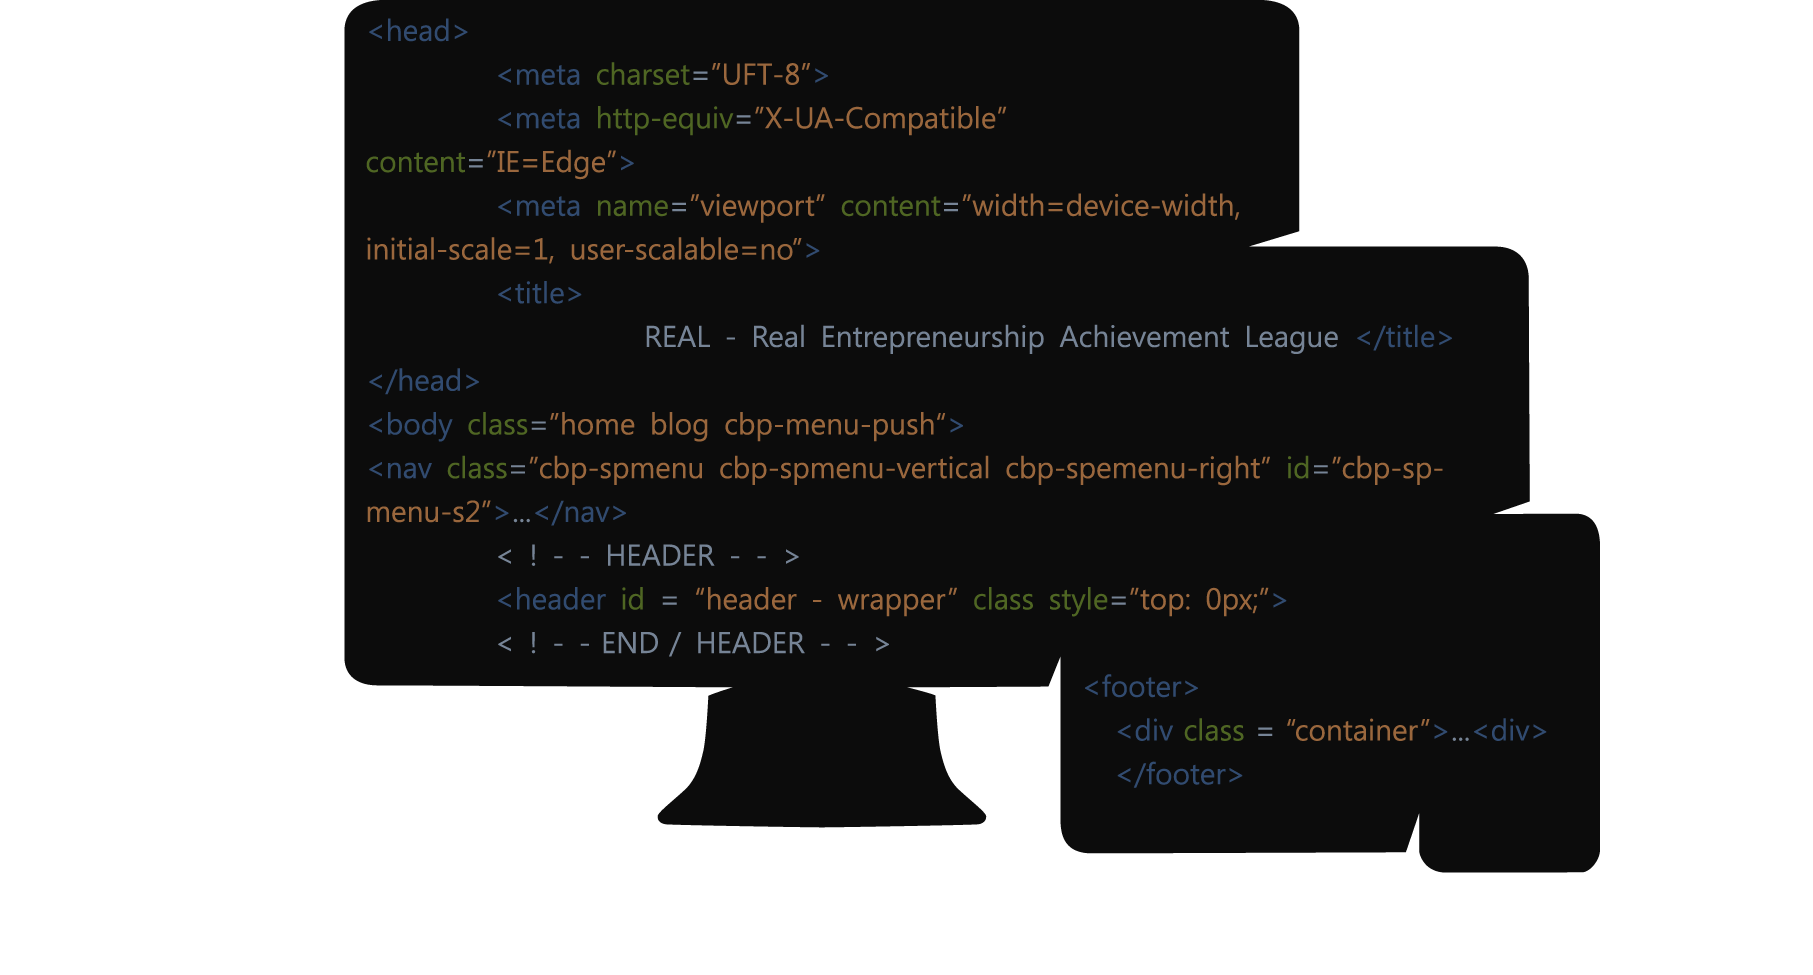 <head>
<meta charset="UFT-8">
<meta http-equiv="X-UA-Compatible"
content="IE=Edge">
<meta name="viewport" content="width=device-width,
initial-scale=1, user-scalable=no">
<title>
REAL - Real Entrepreneurship Achievement League </title>
</head>
<body class="home blog cbp-menu-push">
<nav class="cbp-spmenu cbp-spmenu-vertical cbp-spemenu-right" id="cbp-sp-
menu-s2">...</nav>
< ! - - HEADER - - >
<header id = "header - wrapper" class style="top: 0px;">
< ! - - END / HEADER - - >
<footer>
<div class = "container">...<div>
</footer>